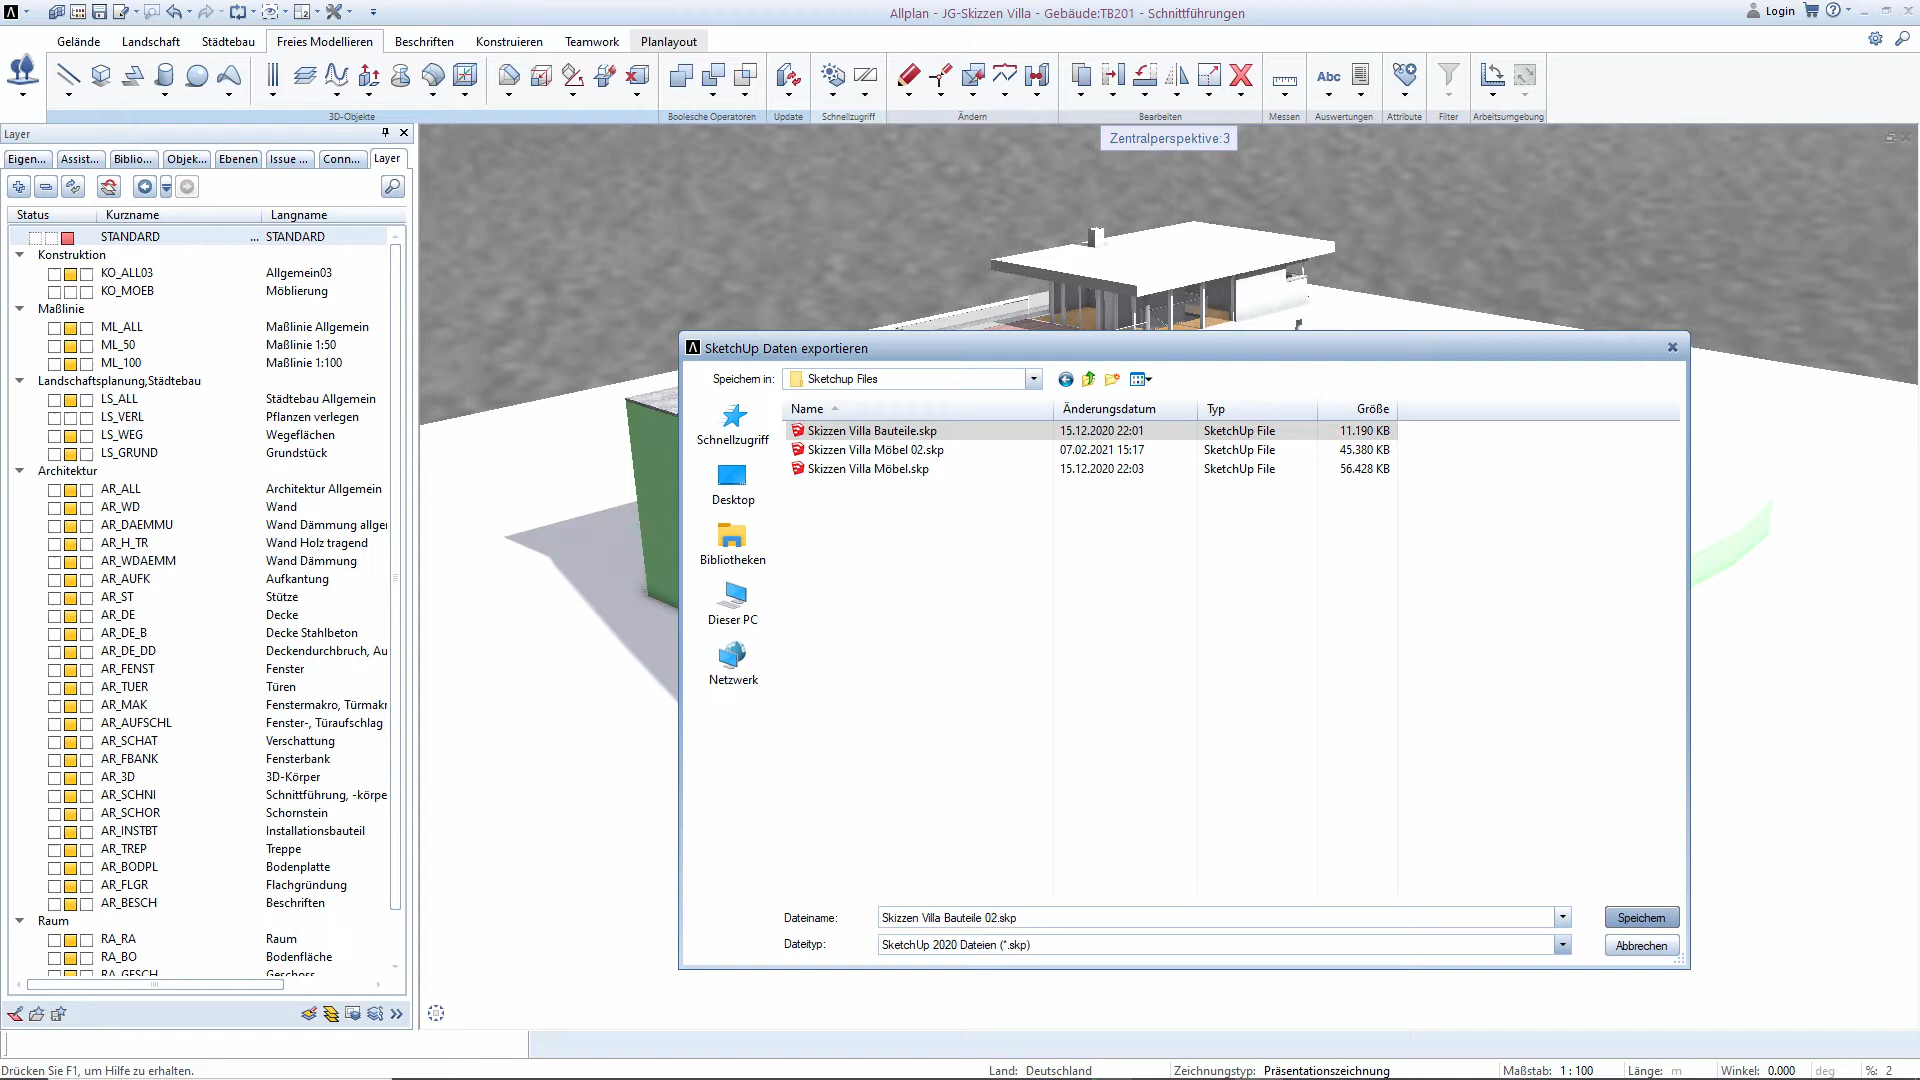 Allplan - JG-Skizzen Villa - Gebäude:TB201 - Schnittführungen
Login
Gelände Landschaft Städtebau Freies Modellieren Beschriften Konstruieren Teamwork Planlayout
Abc
3D-Objekte Boolesche Operatoren Update Schnellzugriff Ändern Bearbeiten Messen Auswertungen Attribute Filter Arbeitsumgebung
Layer
Zentralperspektive:3
Eigen... Assist... Biblio... Objek... Ebenen Issue ... Conn... Layer
Status Kurzname Langname
STANDARD ... STANDARD
Konstruktion
KO_ALL03 Allgemein03
KO_MOEB Möblierung
Maßlinie
ML_ALL Maßlinie Allgemein
ML_50 Maßlinie 1:50
ML_100 Maßlinie 1:100
Landschaftsplanung,Städtebau
LS_ALL Städtebau Allgemein
LS_VERL Pflanzen verlegen
LS_WEG Wegeflächen
LS_GRUND Grundstück
Architektur
AR_ALL Architektur Allgemein
AR_WD Wand
AR_DAEMMU Wand Dämmung allge
AR_H_TR Wand Holz tragend
AR_WDAEMM Wand Dämmung
AR_AUFK Aufkantung
AR_ST Stütze
AR_DE Decke
AR_DE_B Decke Stahlbeton
AR_DE_DD Deckendurchbruch, Au
AR_FENST Fenster
AR_TUER Türen
AR_MAK Fenstermakro, Türmakr
AR_AUFSCHL Fenster-, Türaufschlag
AR_SCHAT Verschattung
AR_FBANK Fensterbank
AR_3D 3D-Körper
AR_SCHNI Schnittführung, -körpe
AR_SCHOR Schornstein
AR_INSTBT Installationsbauteil
AR_TREP Treppe
AR_BODPL Bodenplatte
AR_FLGR Flachgründung
AR_BESCH Beschriften
Raum
RA_RA Raum
RA_BO Bodenfläche
RA_GESCH Geschoss
SketchUp Daten exportieren
Speichern in: Sketchup Files
Name Änderungsdatum Typ Größe
Skizzen Villa Bauteile.skp 15.12.2020 22:01 SketchUp File 11.190 KB
Skizzen Villa Möbel 02.skp 07.02.2021 15:17 SketchUp File 45.380 KB
Skizzen Villa Möbel.skp 15.12.2020 22:03 SketchUp File 56.428 KB
Schnellzugriff
Desktop
Bibliotheken
Dieser PC
Netzwerk
Dateiname: Skizzen Villa Bauteile 02.skp Speichern
Dateityp: SketchUp 2020 Dateien (*.skp) Abbrechen
Drücken Sie F1, um Hilfe zu erhalten. Land: Deutschland Zeichnungstyp: Präsentationszeichnung Maßstab: 1 : 100 Länge: m Winkel: 0.000 deg %: 2